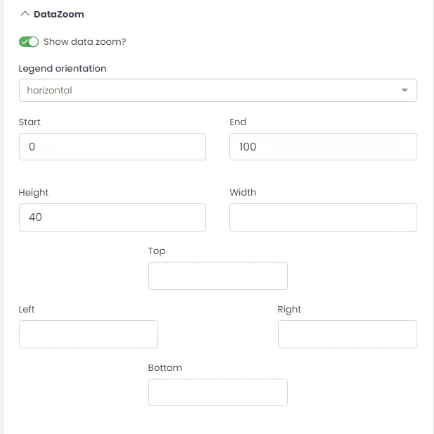 DataZoom
Show data zoom?
Legend orientation
horizontal
Start End
0 100
Height Width
40
Top
Left Right
Bottom